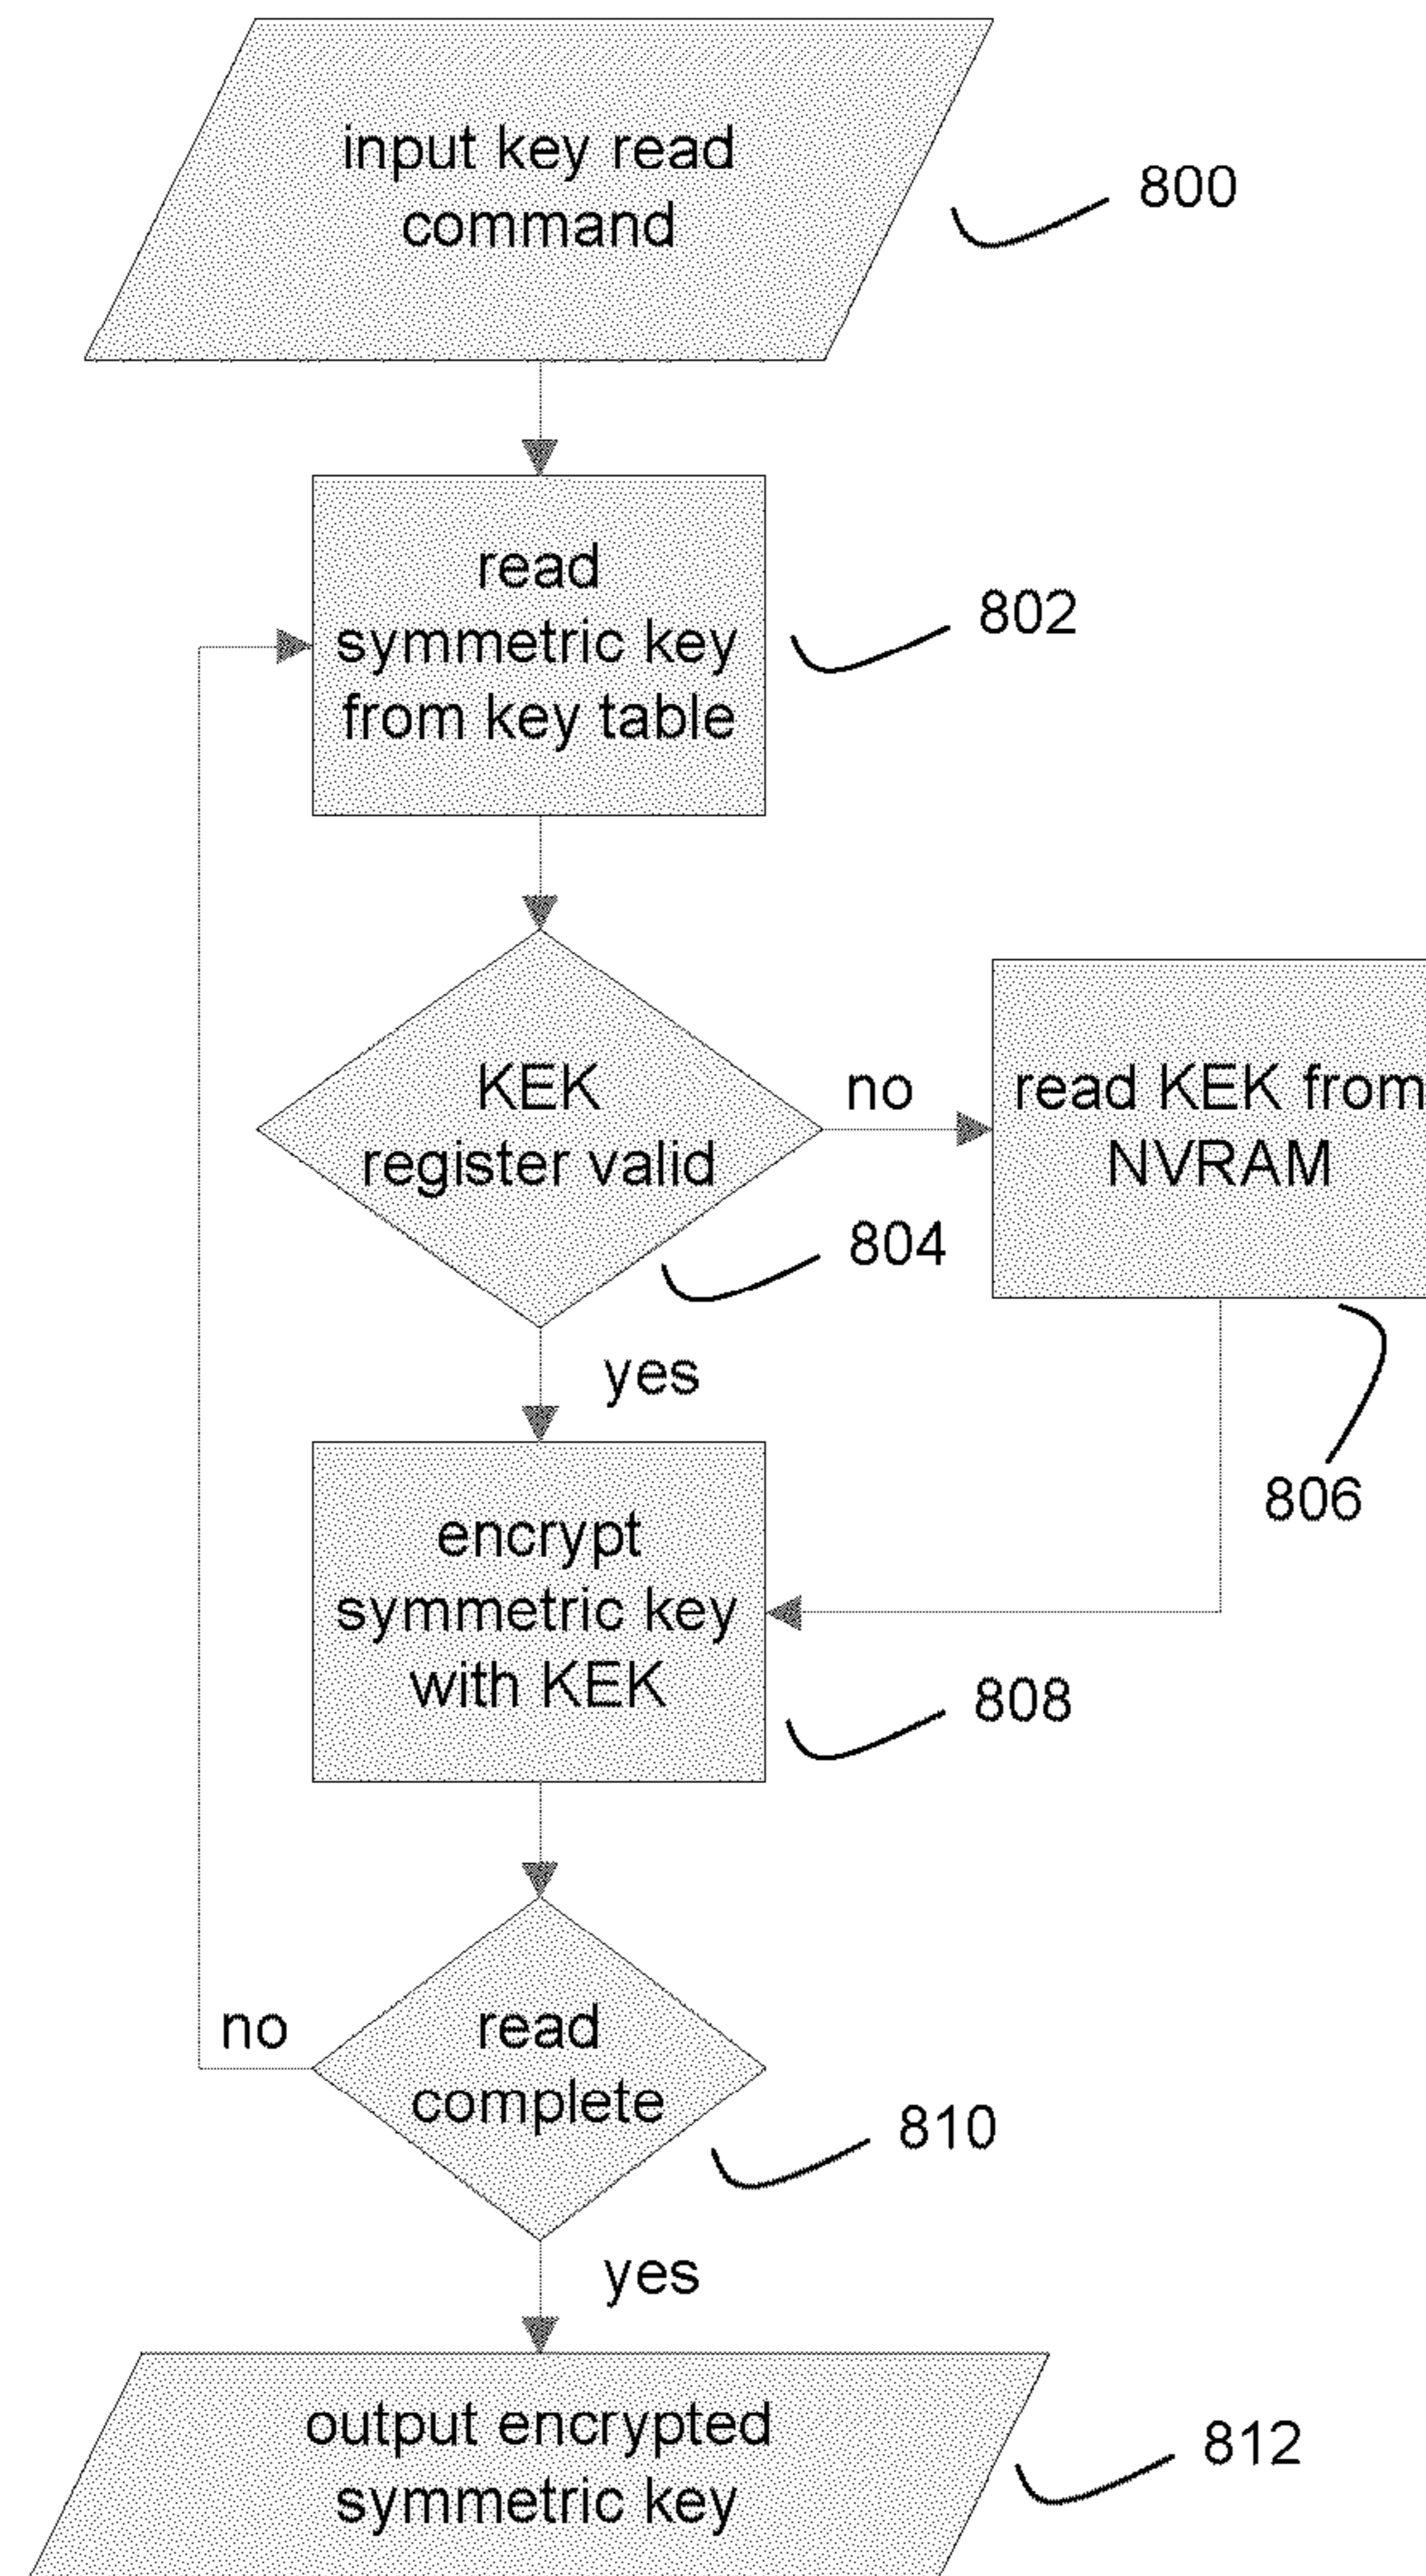 input key read
command
800
read
symmetric key
from key table
802
KEK
register valid
no
read KEK from
NVRAM
804
806
yes
encrypt
symmetric key
with KEK
808
no
read
complete
810
yes
output encrypted
symmetric key
812